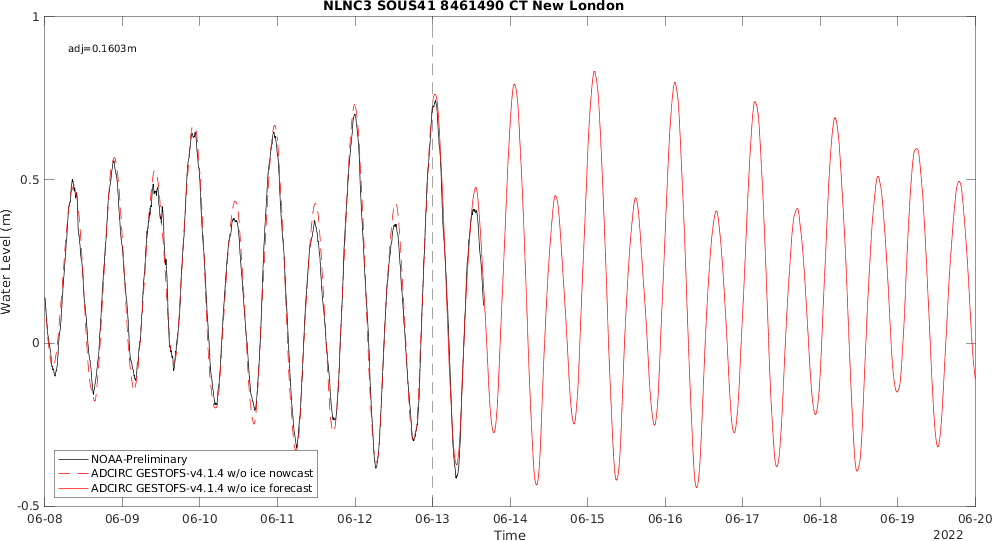 NLNC3 SOUS41 8461490 CT New London
adj=0.1603m
1
0.5
0
-0.5
Water Level (m)
NOAA-Preliminary
ADCIRC GESTOFS-v4.1.4 w/o ice nowcast
ADCIRC GESTOFS-v4.1.4 w/o ice forecast
06-08 06-09 06-10 06-11 06-12 06-13 06-14 06-15 06-16 06-17 06-18 06-19 06-20
Time
2022